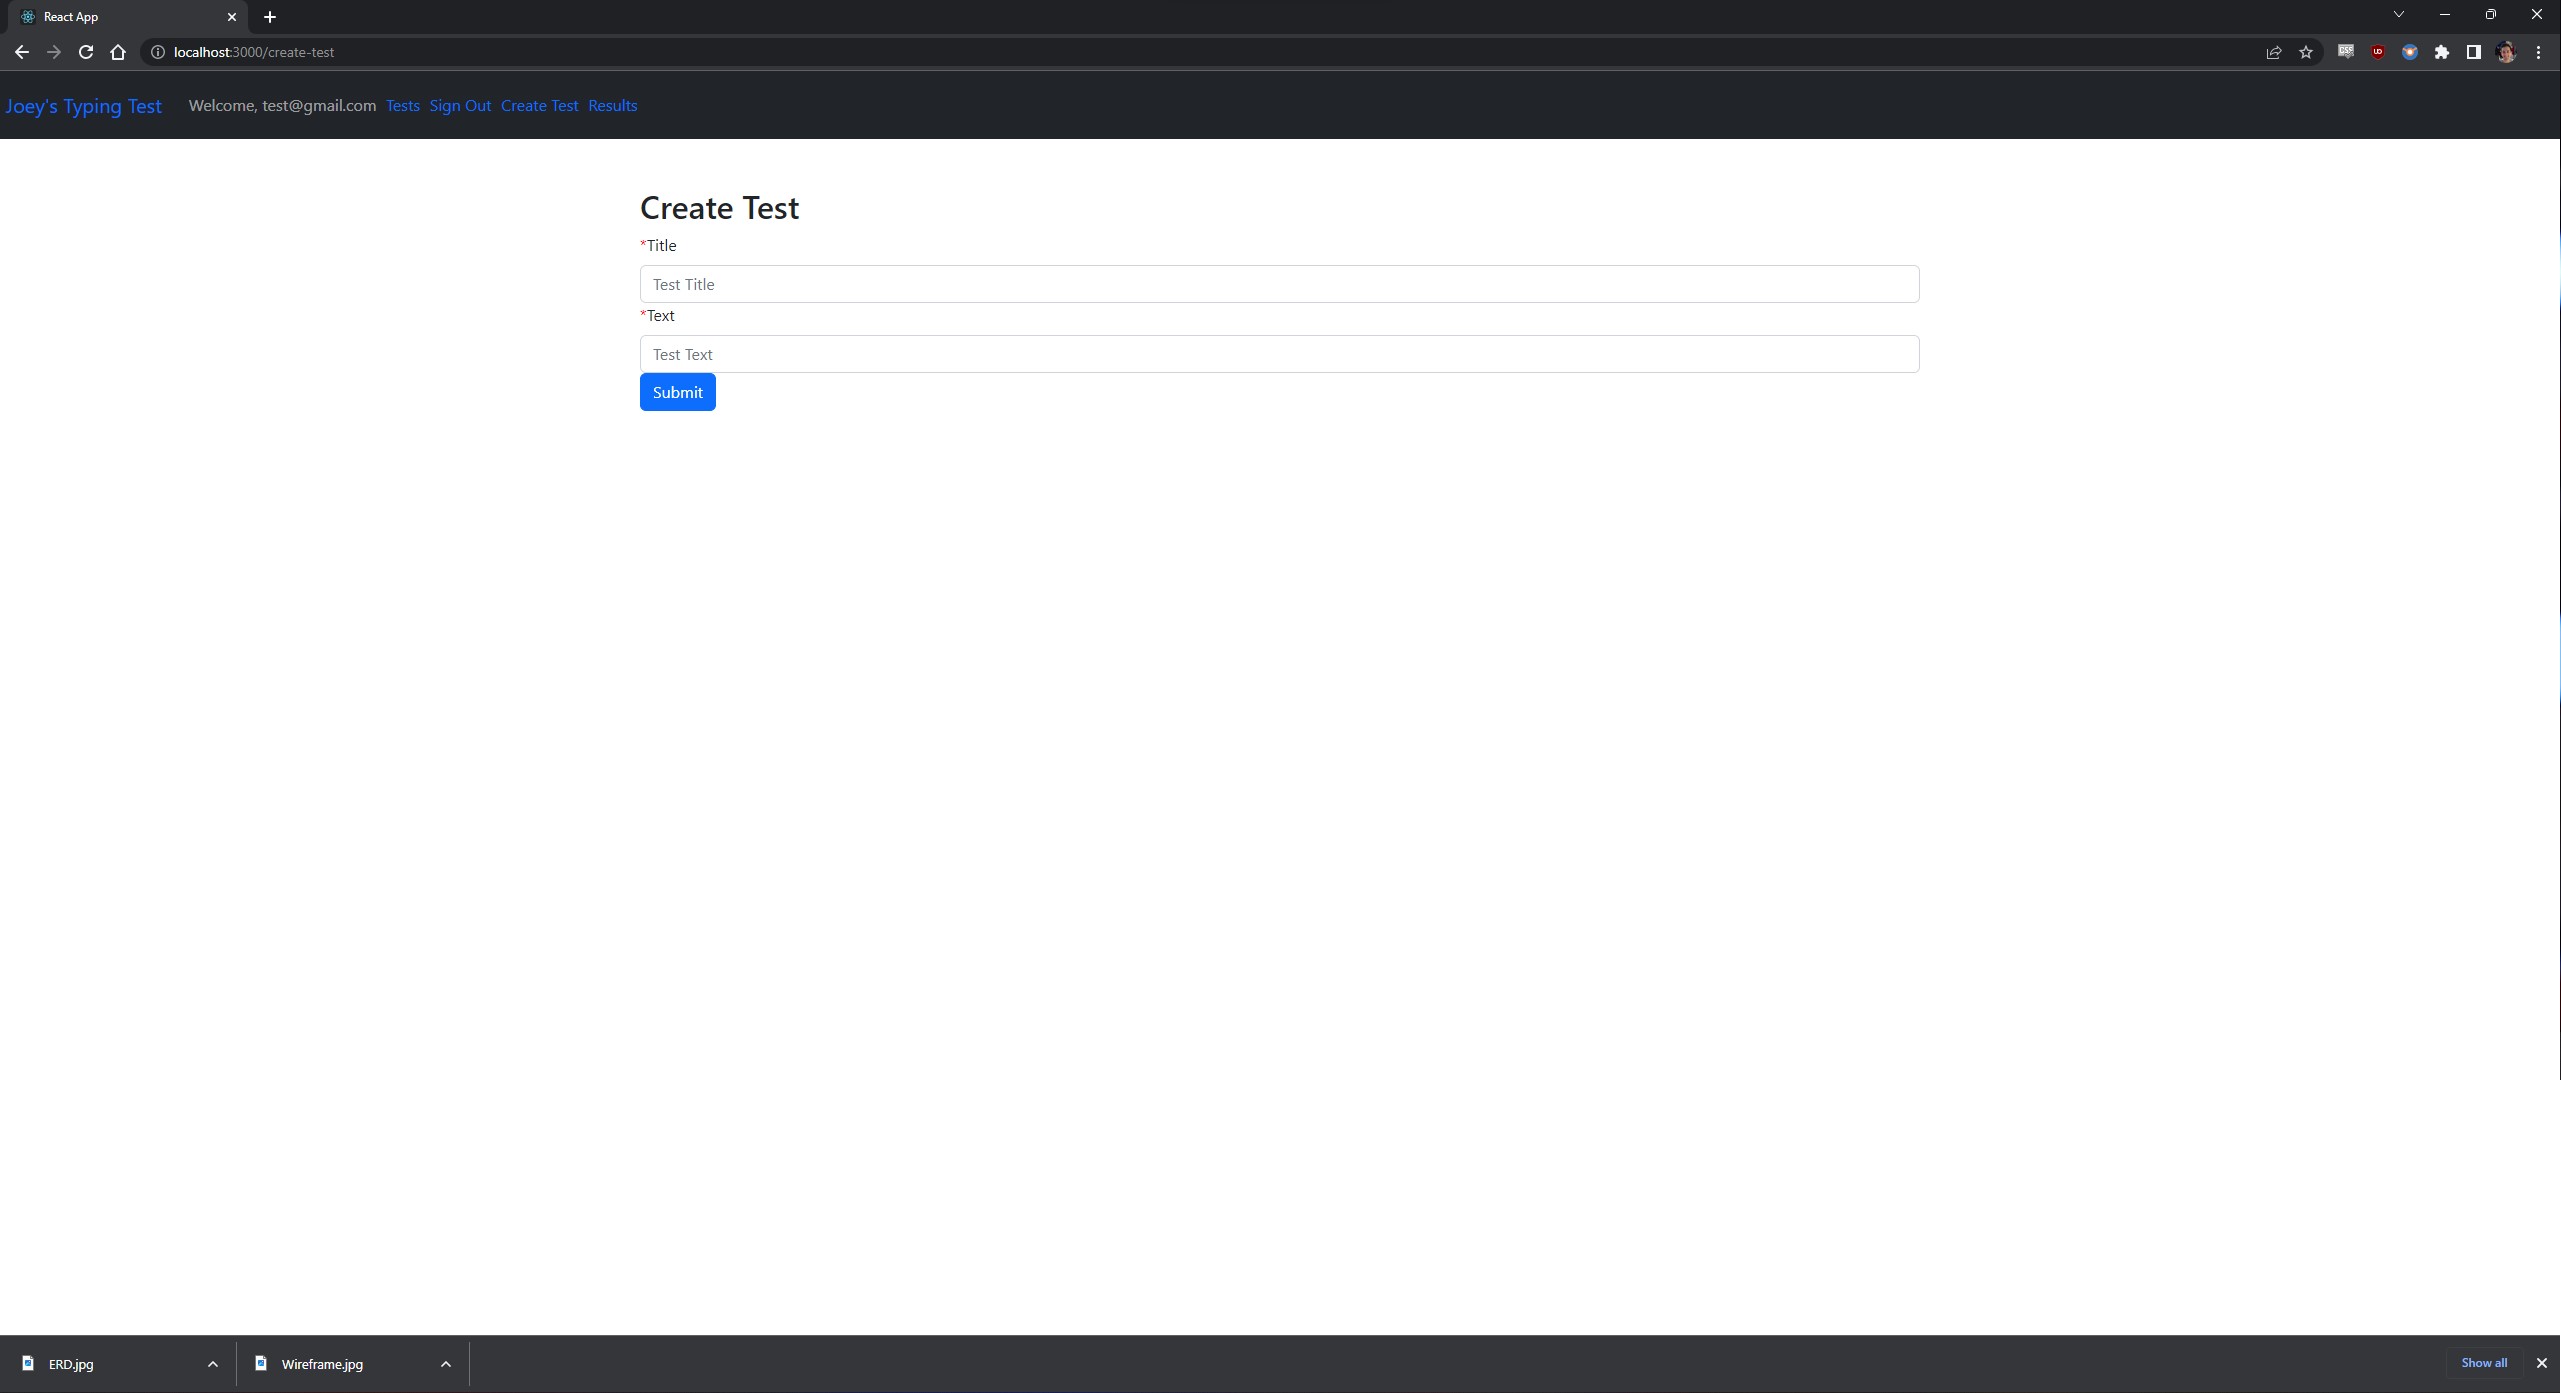 React App
localhost:3000/create-test
Joey's Typing Test Welcome, test@gmail.com Tests Sign Out Create Test Results
Create Test
*Title
Test Title
*Text
Test Text
Submit
ERD.jpg Wireframe.jpg Show all